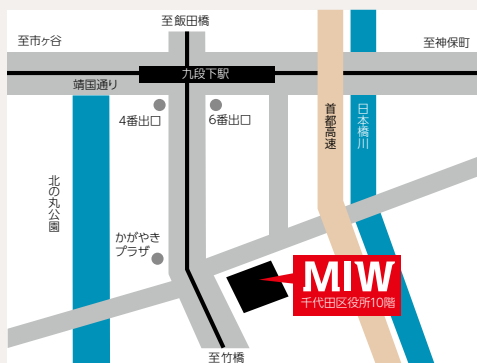 至飯田橋
至市ヶ谷
至神保町
九段下駅
靖国通り
4番出口
6番出口
首都高速
日本橋川
北の丸公園
かがやき
プラザ
MIW
千代田区役所10階
至竹橋